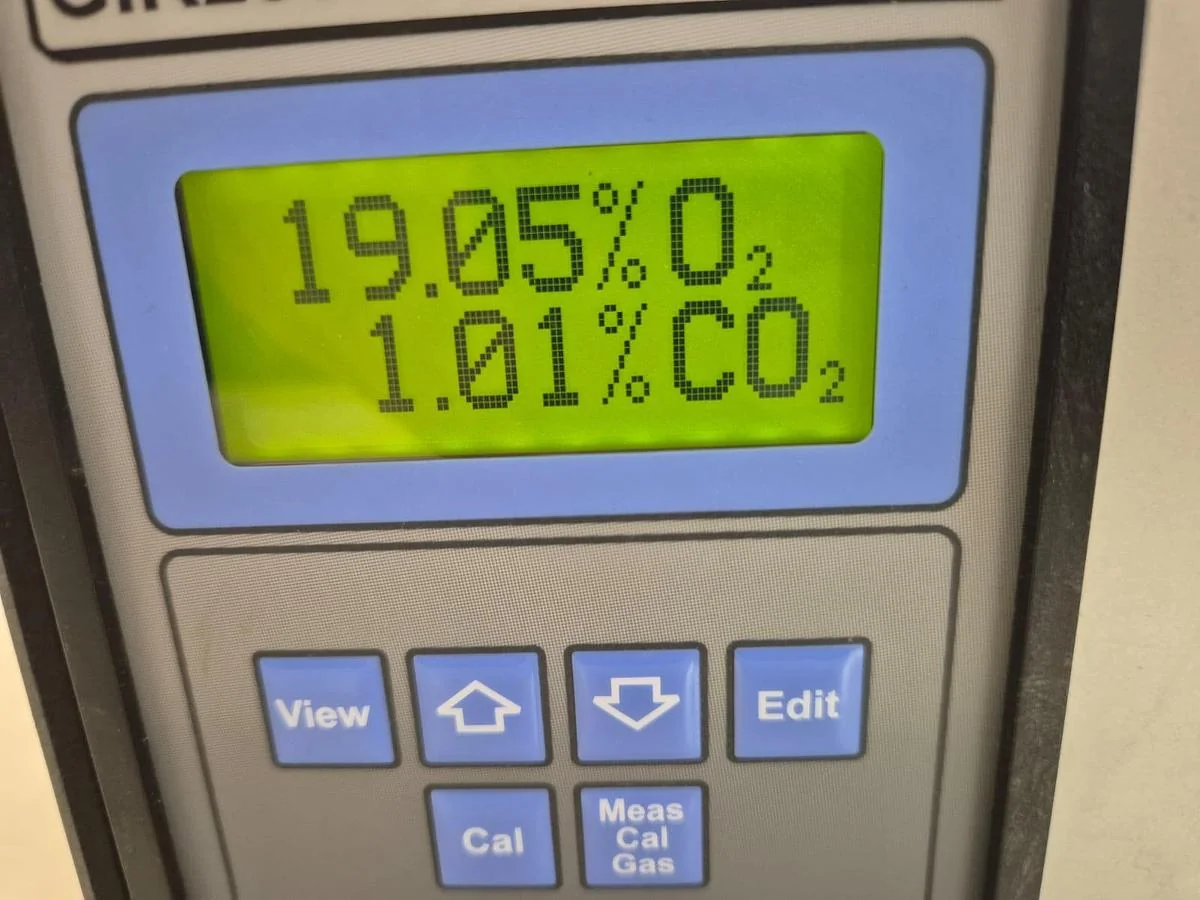 19.05%O₂
1.01%CO₂
View
Edit
Cal
Meas
Cal
Gas